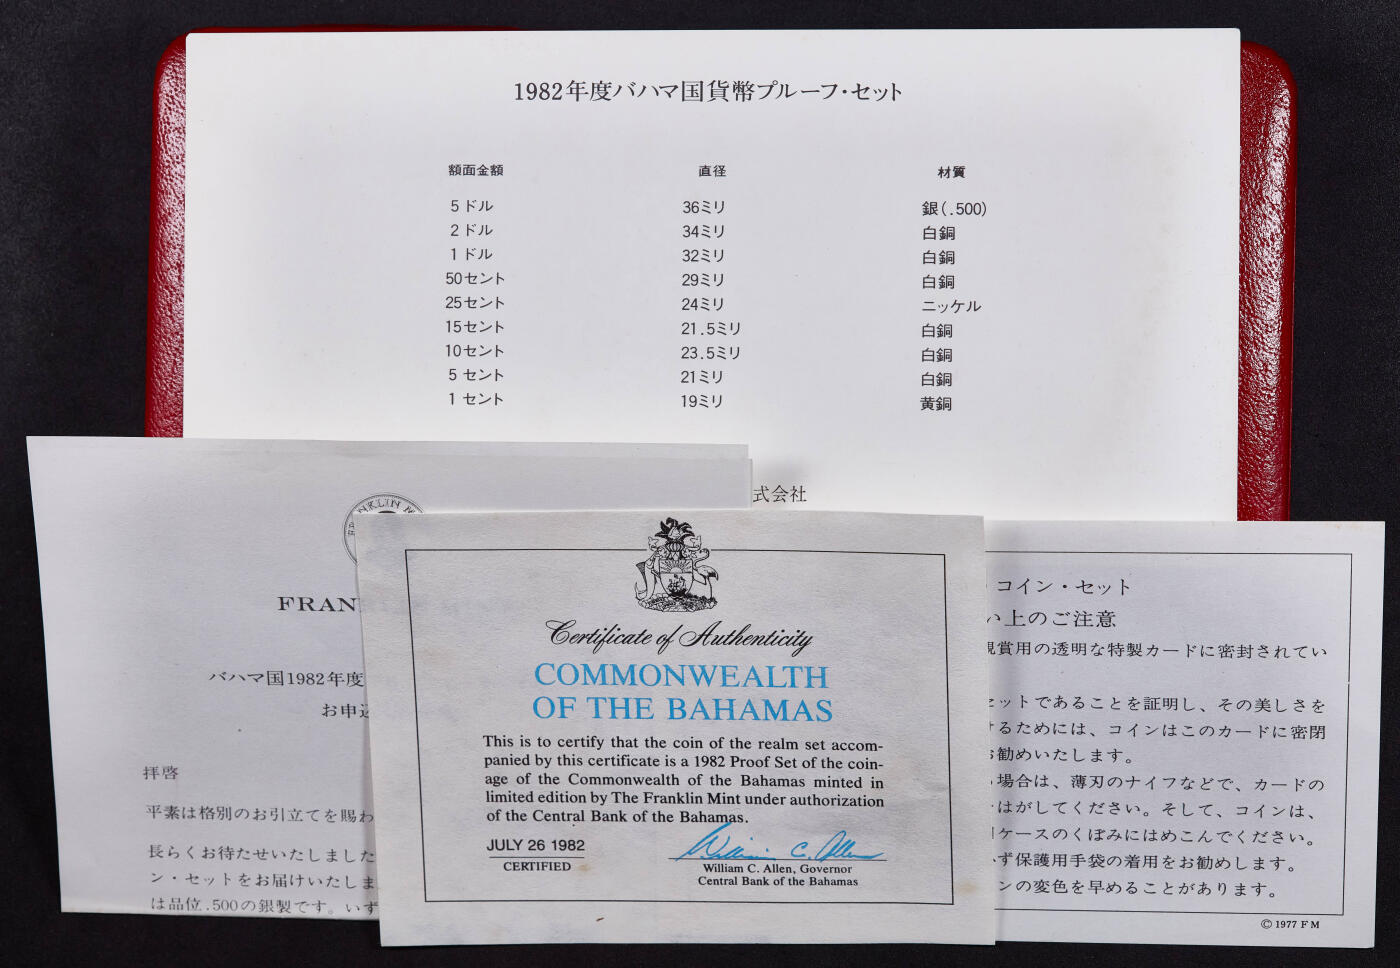 1982年度バハマ国貨幣プルーフ・セット
額面金額 直径 材質
5ドル 36ミリ 銀(.500)
2ドル 34ミリ 白銅
1ドル 32ミリ 白銅
50セント 29ミリ 白銅
25セント 24ミリ ニッケル
15セント 21.5ミリ 白銅
10セント 23.5ミリ 白銅
5セント 21ミリ 白銅
1セント 19ミリ 黄銅
式会社
FRANKLIN M
FRAN
バハマ国1982年度
お申込
拝啓
平素は格別のお引立てを賜わ
長らくお待たせいたしました
ン・セットをお届けいたしま
は品位.500の銀製です。いず
Certificate of Authenticity
COMMONWEALTH
OF THE BAHAMAS
This is to certify that the coin of the realm set accom-
panied by this certificate is a 1982 Proof Set of the coin-
age of the Commonwealth of the Bahamas minted in
limited edition by The Franklin Mint under authorization
of the Central Bank of the Bahamas.
JULY 26 1982
CERTIFIED
William C. Allen
William C. Allen, Governor
Central Bank of the Bahamas
コイン・セット
い上のご注意
観賞用の透明な特製カードに密封されてい
セットであることを証明し、その美しさを
けるためには、コインはこのカードに密閉
お勧めいたします。
場合は、薄刃のナイフなどで、カードの
はがしてください。そして、コインは、
ケースのくぼみにはめこんでください。
必ず保護用手袋の着用をお勧めします。
ンの変色を早めることがあります。
© 1977 F M